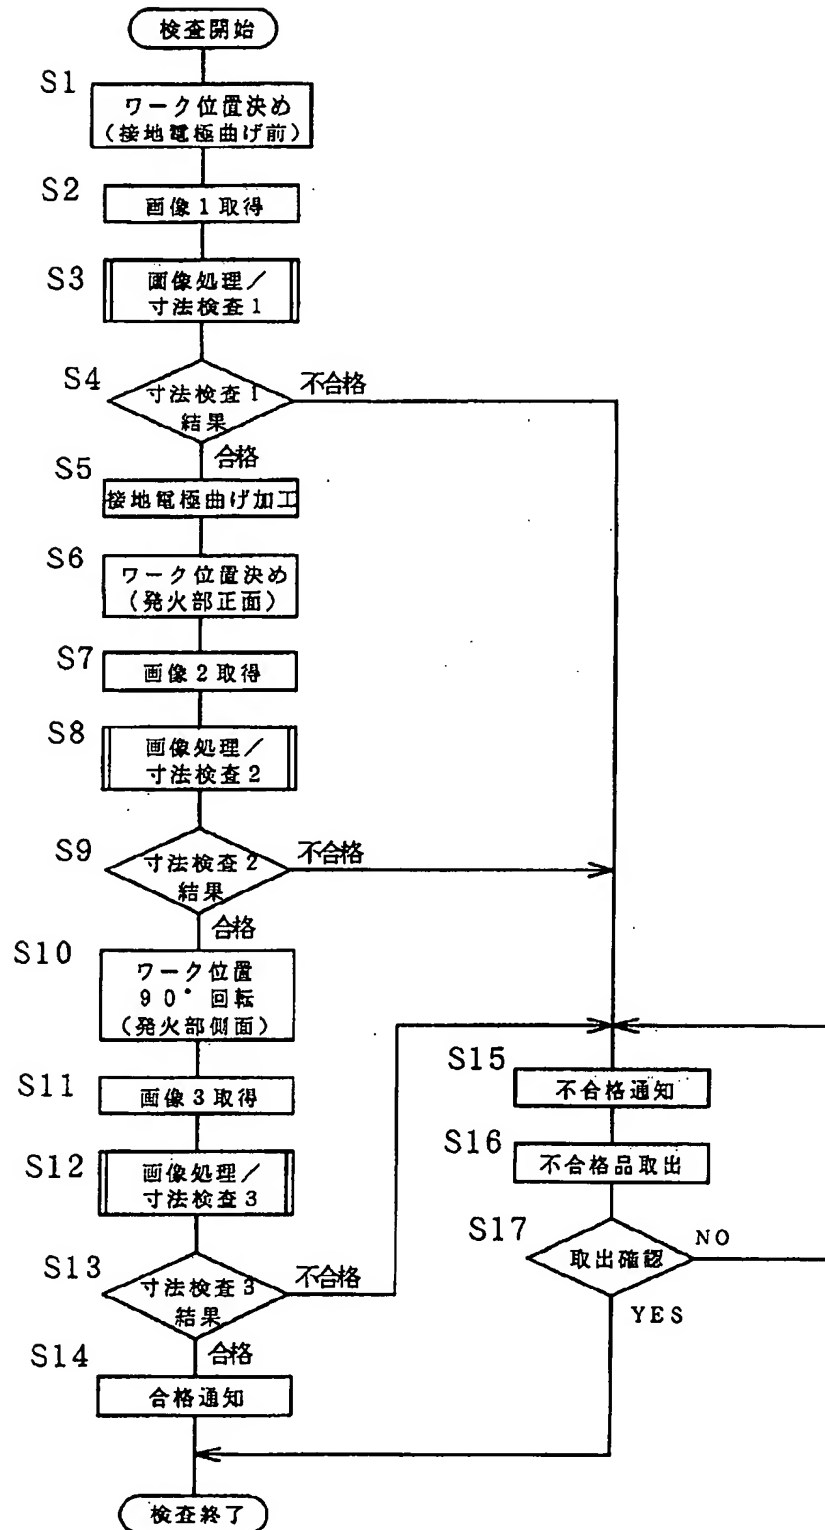 検査開始
S1
ワーク位置決め
(接地電極曲げ前)
S2
画像1取得
S3
画像処理/
寸法検査1
S4
寸法検査1
結果
不合格
合格
S5
接地電極曲げ加工
S6
ワーク位置決め
(発火部正面)
S7
画像2取得
S8
画像処理/
寸法検査2
S9
寸法検査2
結果
不合格
合格
S10
ワーク位置
90°回転
(発火部側面)
S11
画像3取得
S12
画像処理/
寸法検査3
S13
寸法検査3
結果
不合格
合格
S14
合格通知
S15
不合格通知
S16
不合格品取出
S17
取出確認
NO
YES
検査終了